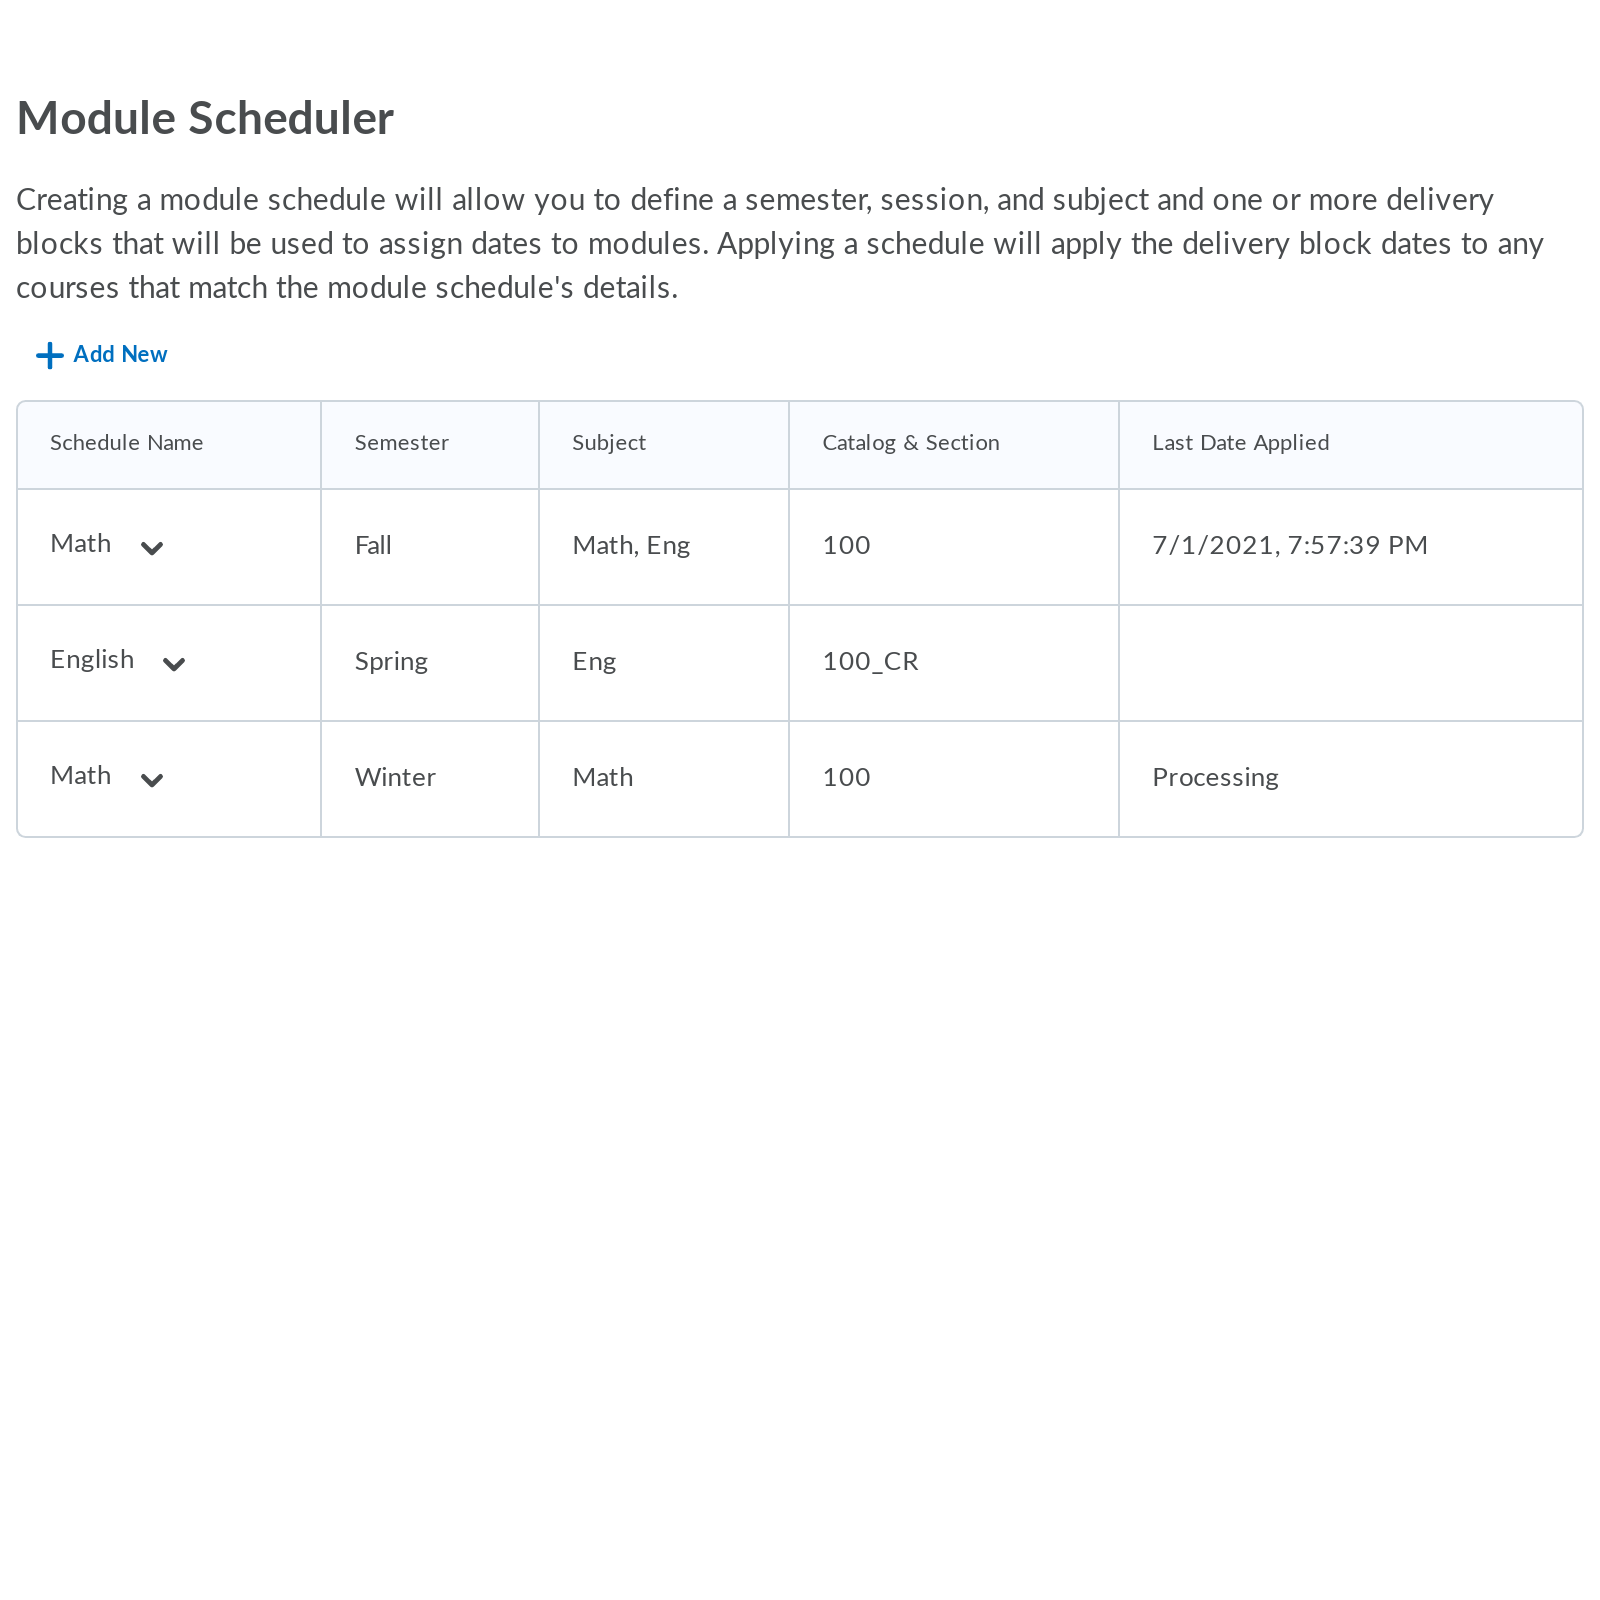 Module Scheduler
Creating a module schedule will allow you to define a semester, session, and subject and one or more delivery
blocks that will be used to assign dates to modules. Applying a schedule will apply the delivery block dates to any
courses that match the module schedule's details.
Add New
Schedule Name Semester Subject Catalog & Section Last Date Applied
Math Fall Math, Eng 100 7/1/2021, 7:57:39 PM
English Spring Eng 100_CR
Math Winter Math 100 Processing